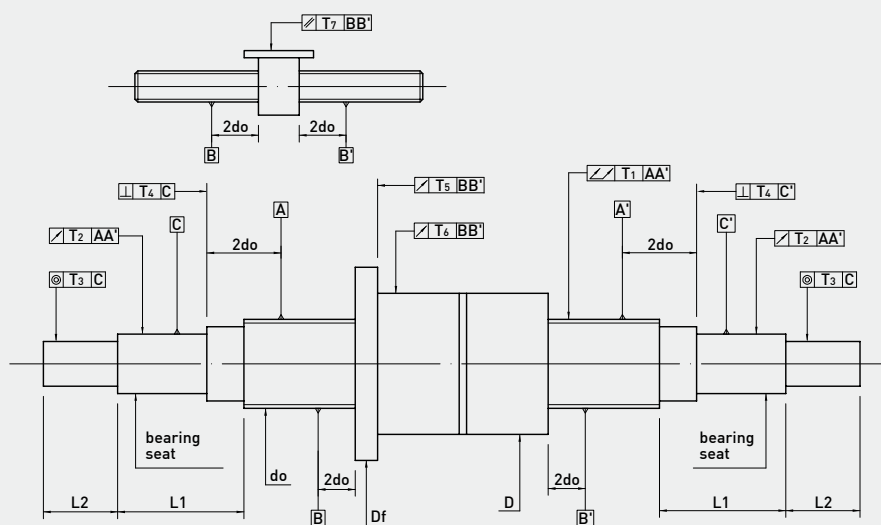 ⫽ T7 BB'
2do 2do
B B'
⊥ T4 C
↗ T5 BB'
⌰ T1 AA'
⊥ T4 C'
A
A'
C
C'
↗ T2 AA'
↗ T6 BB'
↗ T2 AA'
2do
2do
◎ T3 C
◎ T3 C
bearing
seat
bearing
seat
do
2do
D
2do
L2 L1
L1 L2
B
Df
B'